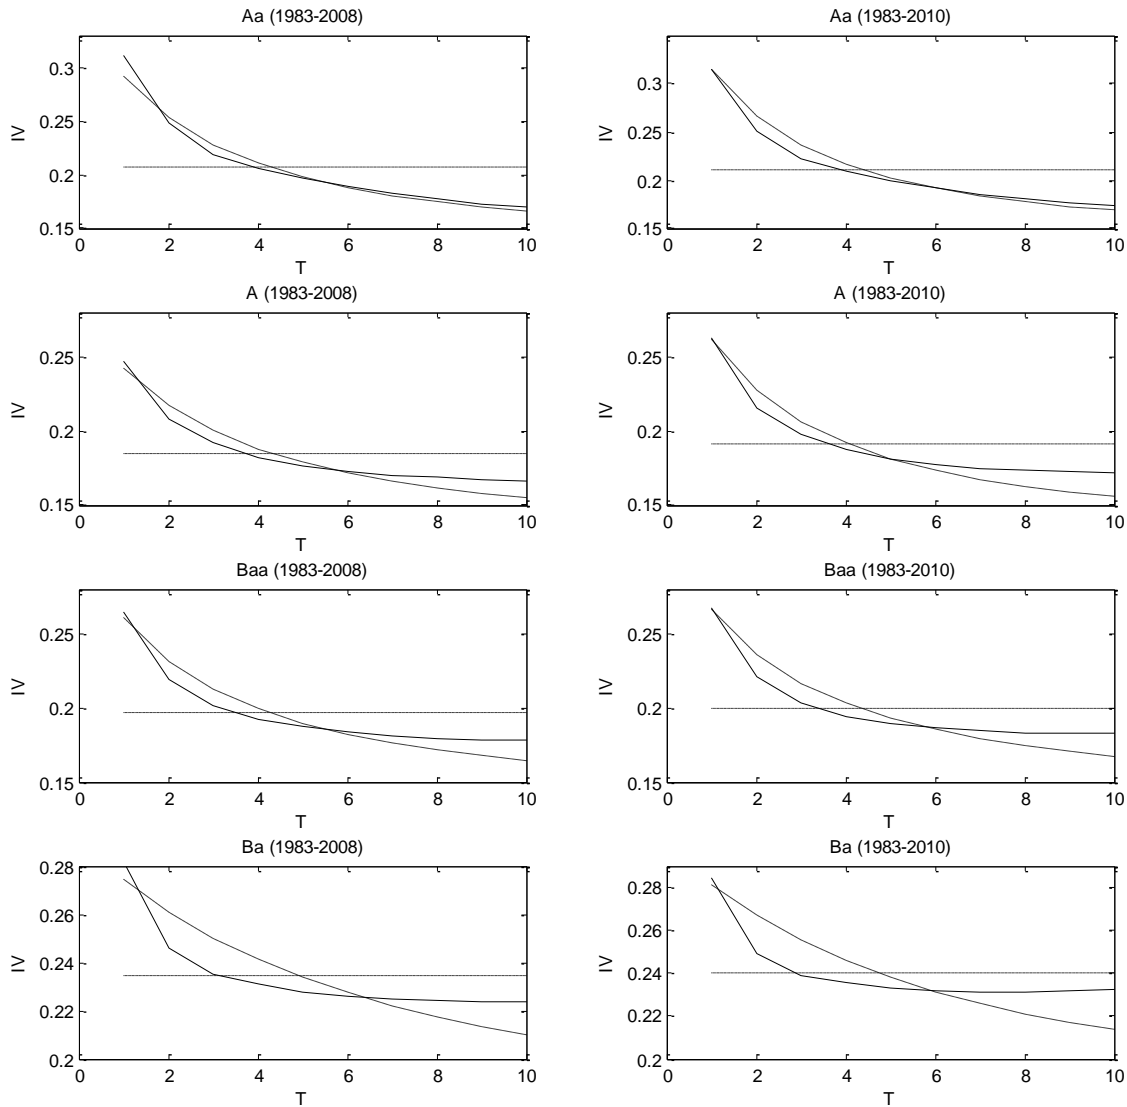 Aa (1983-2008)
IV
0.3
0.25
0.2
0.15
0 2 4 6 8 10
T
Aa (1983-2010)
IV
0.3
0.25
0.2
0.15
0 2 4 6 8 10
T
A (1983-2008)
IV
0.25
0.2
0.15
0 2 4 6 8 10
T
A (1983-2010)
IV
0.25
0.2
0.15
0 2 4 6 8 10
T
Baa (1983-2008)
IV
0.25
0.2
0.15
0 2 4 6 8 10
T
Baa (1983-2010)
IV
0.25
0.2
0.15
0 2 4 6 8 10
T
Ba (1983-2008)
IV
0.28
0.26
0.24
0.22
0.2
0 2 4 6 8 10
T
Ba (1983-2010)
IV
0.28
0.26
0.24
0.22
0.2
0 2 4 6 8 10
T